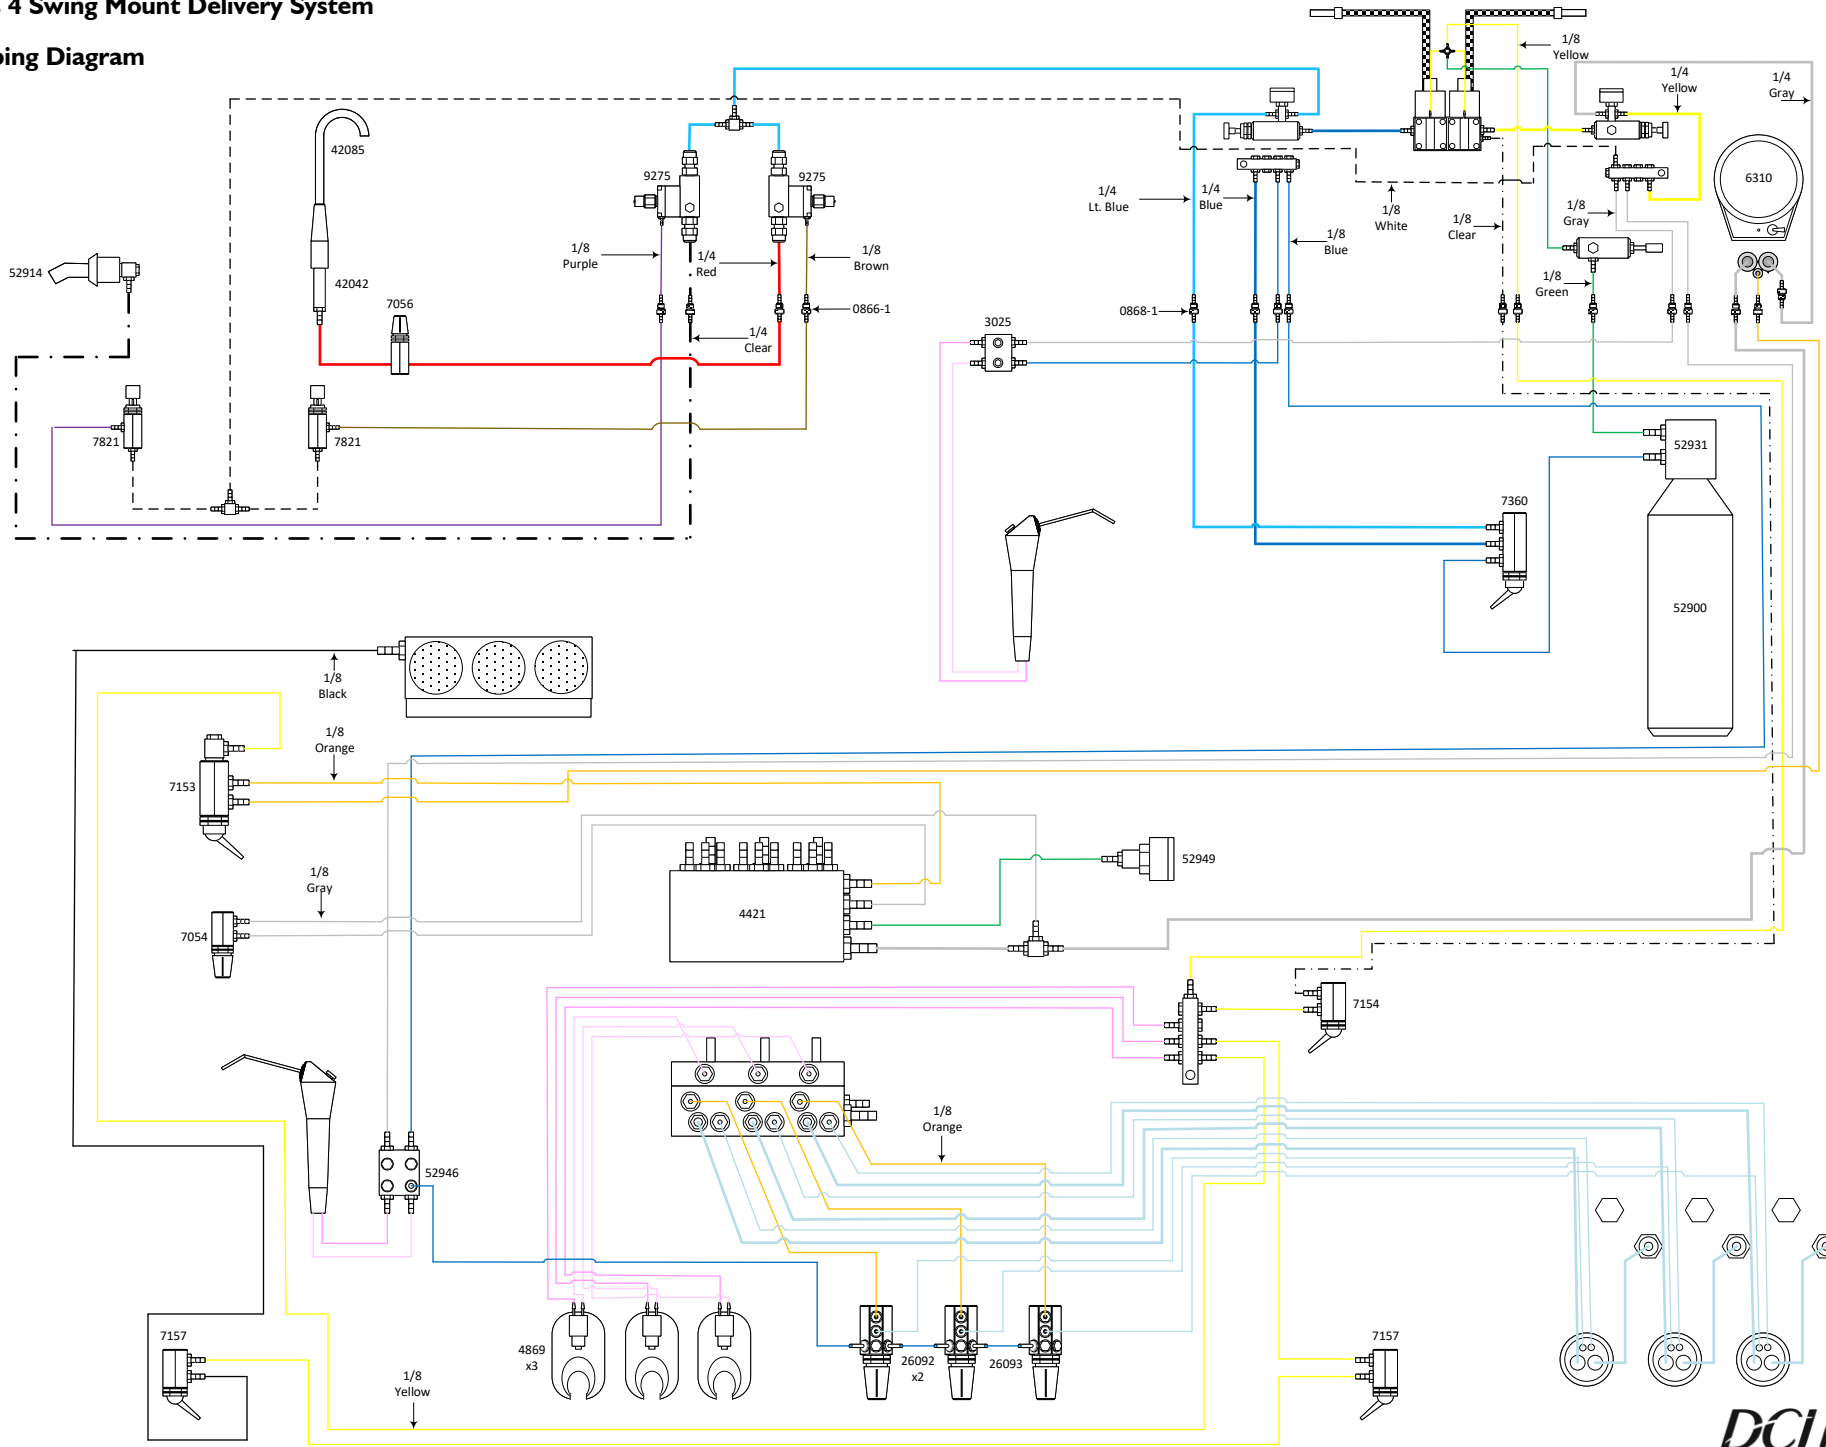 4 Swing Mount Delivery System
ing Diagram
1/8
Yellow
1/4
Yellow
1/4
Gray
42085
9275
9275
6310
1/4
Lt. Blue
1/4
Blue
1/8
White
1/8
Clear
1/8
Gray
1/8
Blue
1/8
Purple
1/4
Red
1/8
Brown
52914
42042
7056
1/8
Green
0866-1
0868-1
3025
1/4
Clear
7821
7821
52931
7360
52900
1/8
Black
1/8
Orange
7153
52949
1/8
Gray
4421
7054
7154
1/8
Orange
52946
7157
4869
x3
26092
x2
26093
7157
1/8
Yellow
DCI